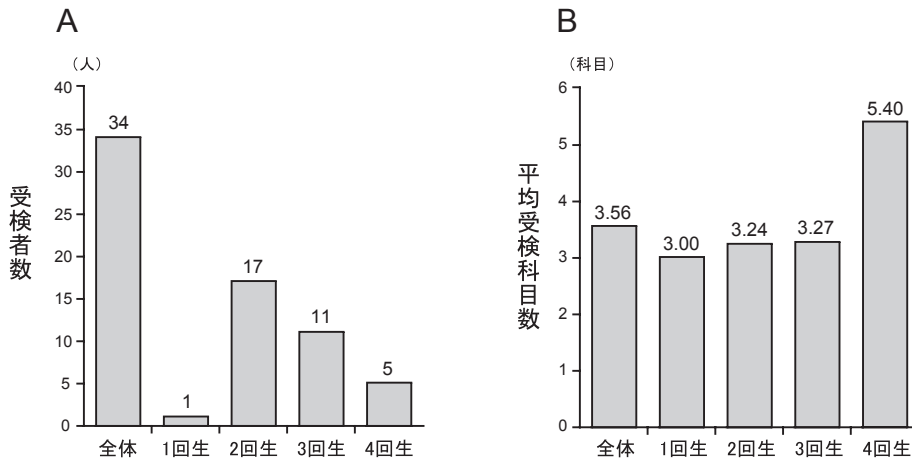 A
(人)
40
35
30
25
20
15
10
5
0
受検者数
34
1
17
11
5
全体
1回生
2回生
3回生
4回生
B
(科目)
6
5
4
3
2
1
0
平均受検科目数
3.56
3.00
3.24
3.27
5.40
全体
1回生
2回生
3回生
4回生